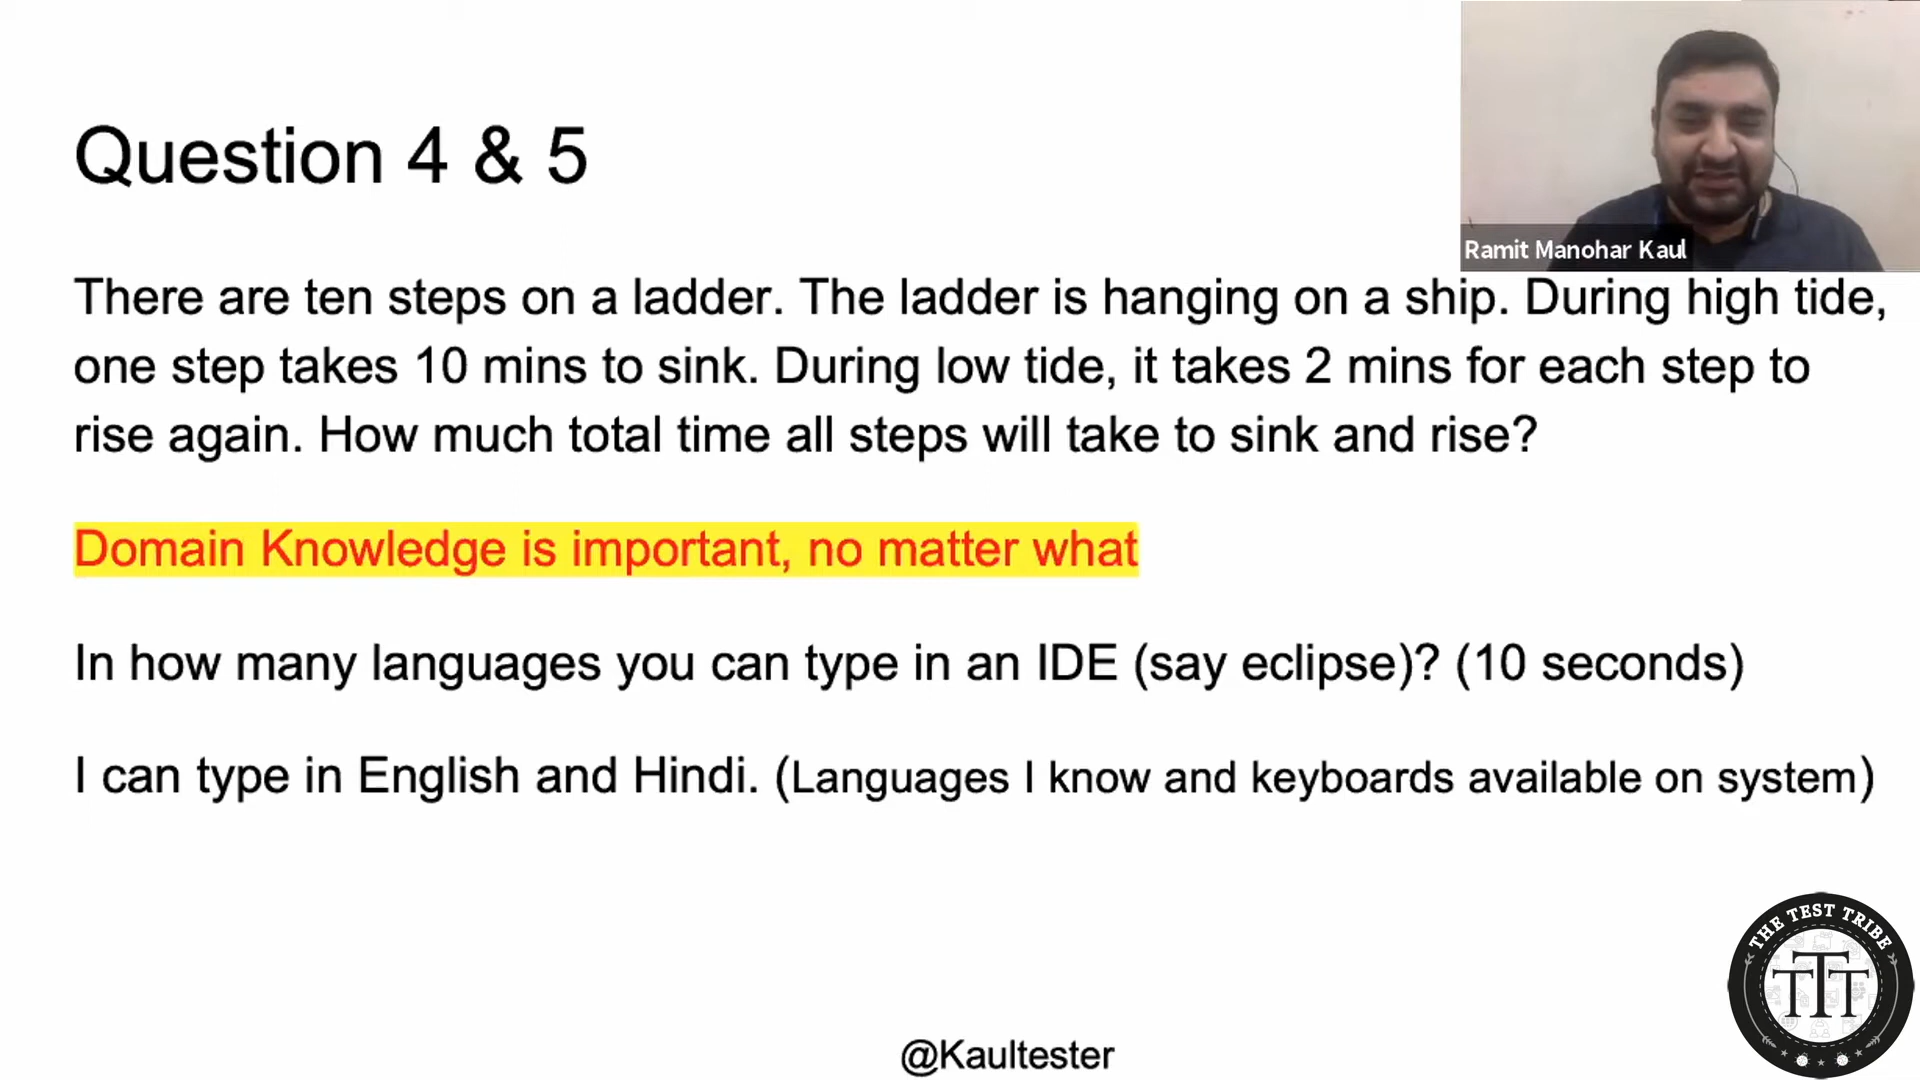 Question 4 & 5
Ramit Manohar Kaul
There are ten steps on a ladder. The ladder is hanging on a ship. During high tide,
one step takes 10 mins to sink. During low tide, it takes 2 mins for each step to
rise again. How much total time all steps will take to sink and rise?
Domain Knowledge is important, no matter what
In how many languages you can type in an IDE (say eclipse)? (10 seconds)
I can type in English and Hindi. (Languages I know and keyboards available on system)
THE TEST TRIBE
TTT
@Kaultester